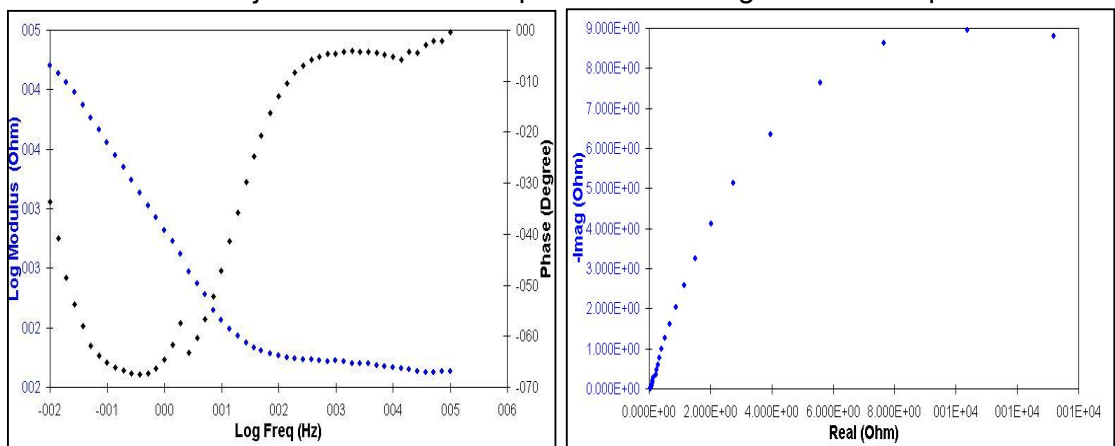 005
004
004
003
003
002
002
Log Modulus (Ohm)
000
-010
-020
-030
-040
-050
-060
-070
Phase (Degree)
-002 -001 000 001 002 003 004 005 006
Log Freq (Hz)
9.000E+00
8.000E+00
7.000E+00
6.000E+00
5.000E+00
4.000E+00
3.000E+00
2.000E+00
1.000E+00
0.000E+00
-Imag (Ohm)
0.000E+00 2.000E+00 4.000E+00 6.000E+00 8.000E+00 001E+04 001E+04 001E+04
Real (Ohm)